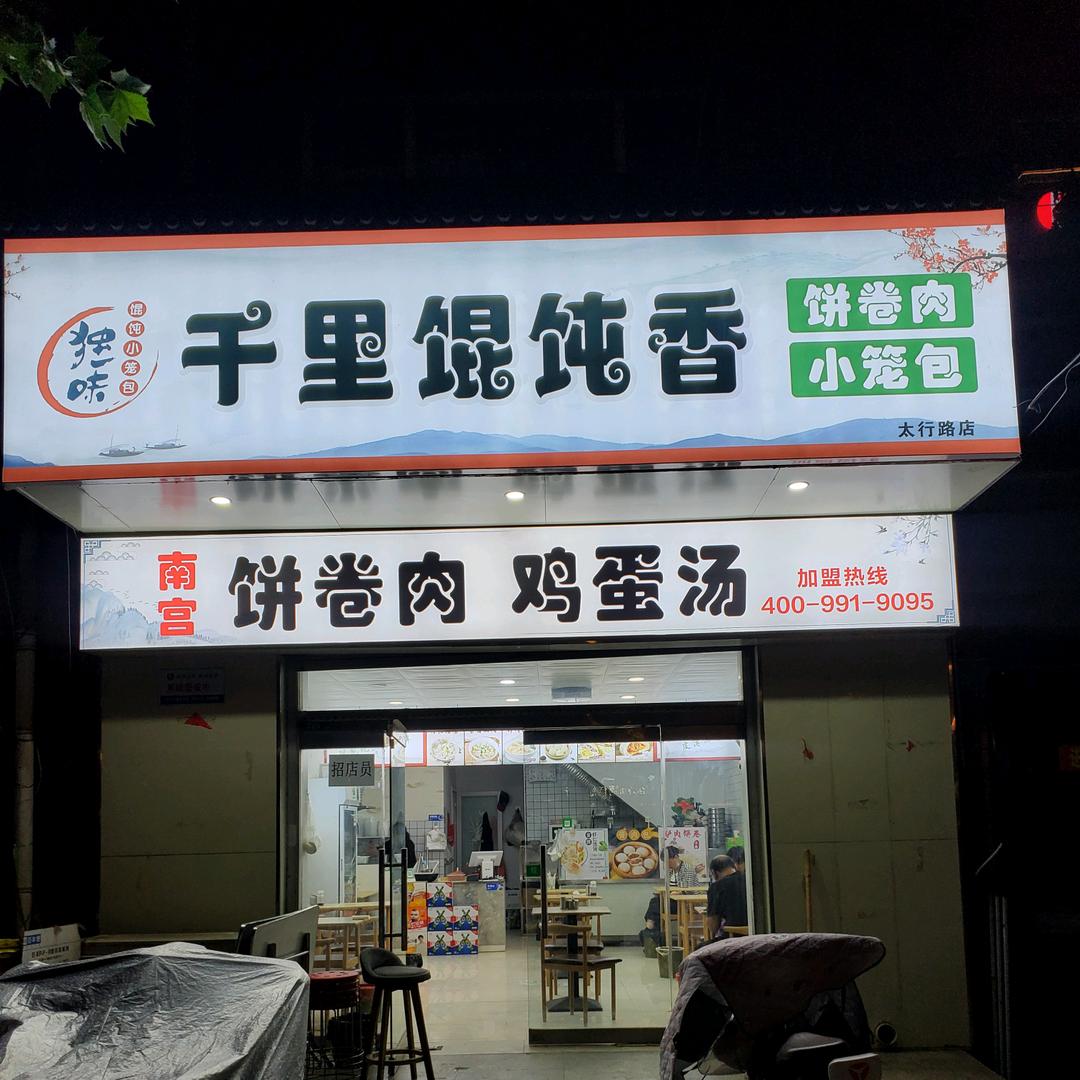 独一味
馄饨小笼包
千里馄饨香
饼卷肉
小笼包
太行路店
南宫
饼卷肉 鸡蛋汤
加盟热线
400-991-9095
招店员